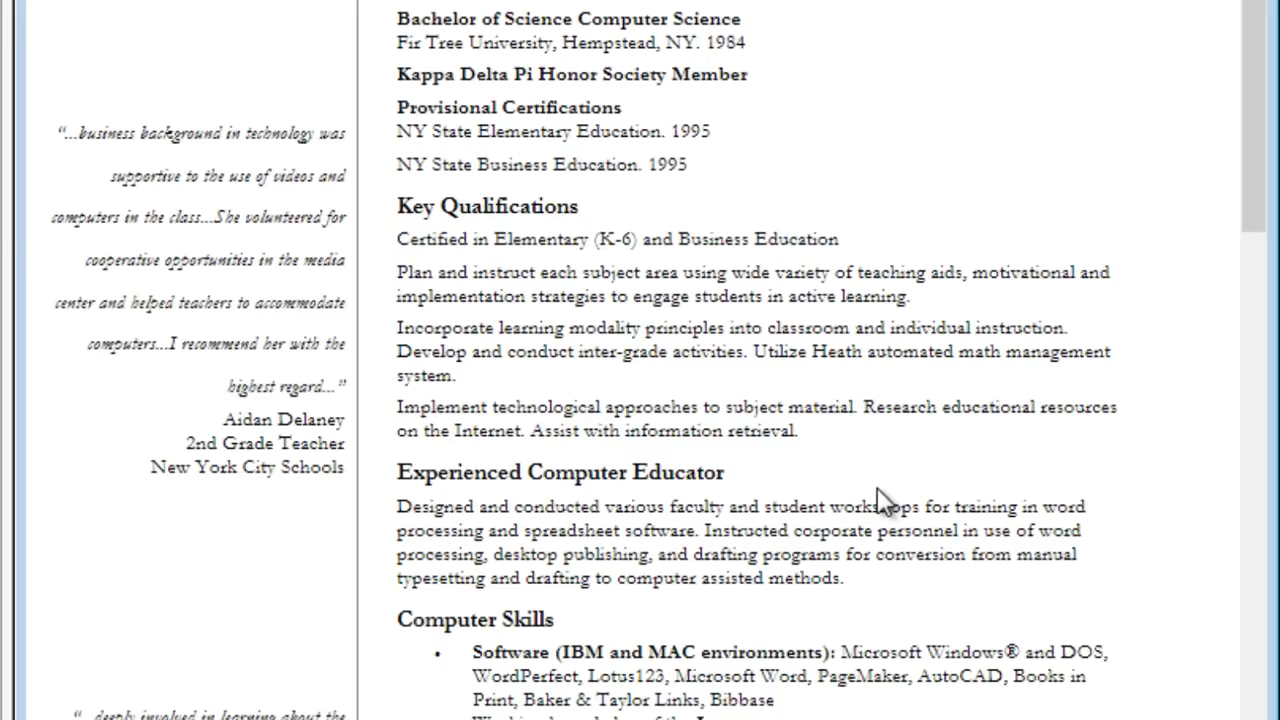 Bachelor of Science Computer Science
Fir Tree University, Hempstead, NY. 1984
Kappa Delta Pi Honor Society Member
Provisional Certifications
NY State Elementary Education. 1995
NY State Business Education. 1995
Key Qualifications
Certified in Elementary (K-6) and Business Education
Plan and instruct each subject area using wide variety of teaching aids, motivational and
implementation strategies to engage students in active learning.
Incorporate learning modality principles into classroom and individual instruction.
Develop and conduct inter-grade activities. Utilize Heath automated math management
system.
Implement technological approaches to subject material. Research educational resources
on the Internet. Assist with information retrieval.
Experienced Computer Educator
Designed and conducted various faculty and student workshops for training in word
processing and spreadsheet software. Instructed corporate personnel in use of word
processing, desktop publishing, and drafting programs for conversion from manual
typesetting and drafting to computer assisted methods.
Computer Skills
• Software (IBM and MAC environments): Microsoft Windows® and DOS,
WordPerfect, Lotus123, Microsoft Word, PageMaker, AutoCAD, Books in
Print, Baker & Taylor Links, Bibbase
“...business background in technology was
supportive to the use of videos and
computers in the class...She volunteered for
cooperative opportunities in the media
center and helped teachers to accommodate
computers...I recommend her with the
highest regard...”
Aidan Delaney
2nd Grade Teacher
New York City Schools
“...deeply involved in learning about the